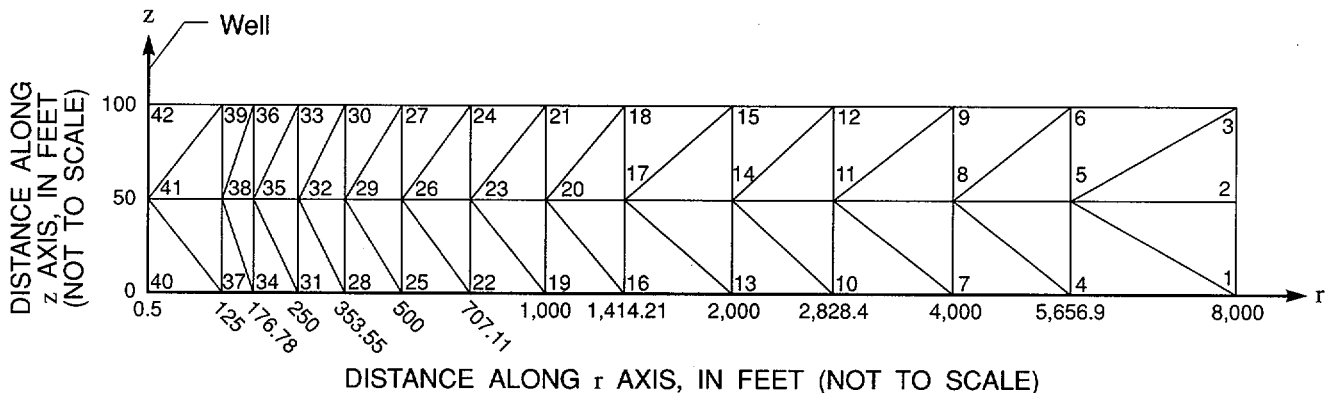 z
Well
DISTANCE ALONG
z AXIS, IN FEET
(NOT TO SCALE)
100
42 39 36 33 30 27 24 21 18 15 12 9 6 3
50
41 38 35 32 29 26 23 20 17 14 11 8 5 2
0
40 37 34 31 28 25 22 19 16 13 10 7 4 1
r
0.5 125 176.78 250 353.55 500 707.11 1,000 1,414.21 2,000 2,828.4 4,000 5,656.9 8,000
DISTANCE ALONG r AXIS, IN FEET (NOT TO SCALE)